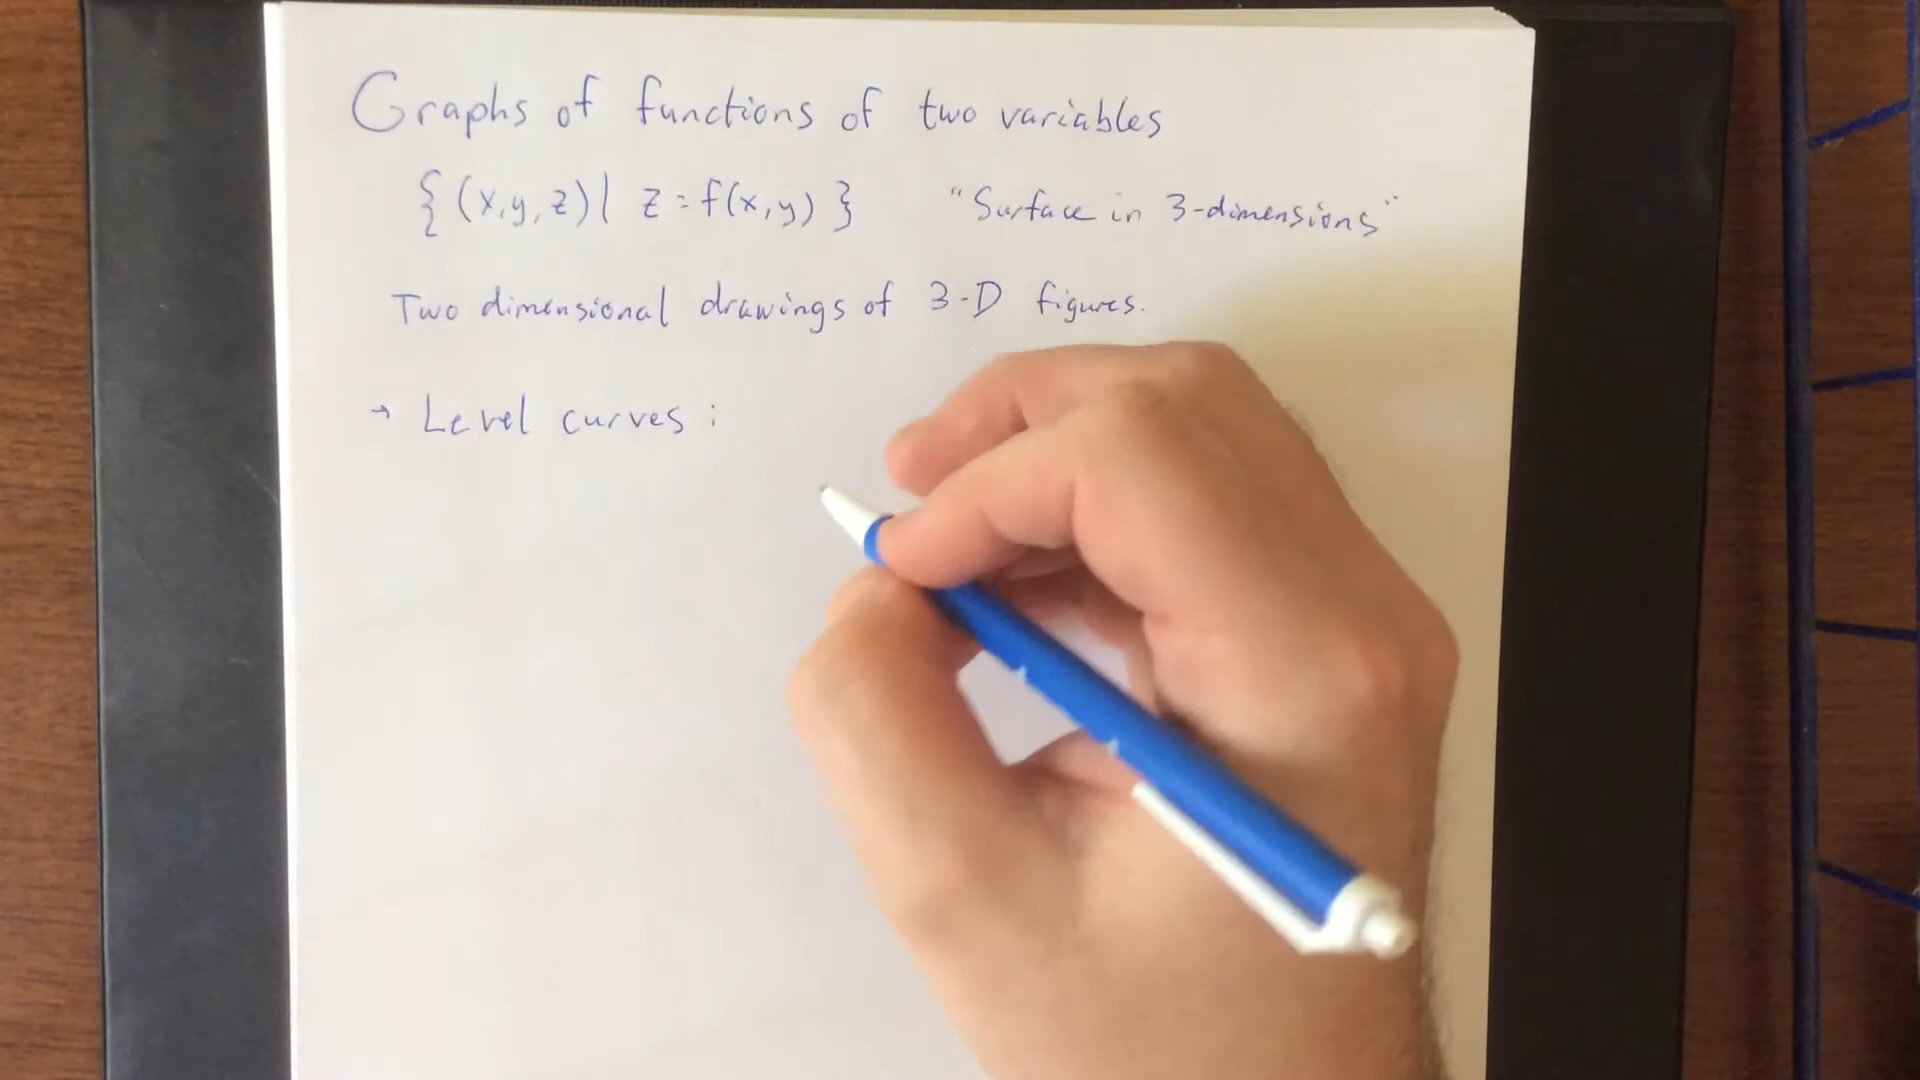 Graphs of functions of two variables
{ (x,y,z) | z = f(x,y) } "Surface in 3-dimensions"
Two dimensional drawings of 3-D figures.
→ Level curves :